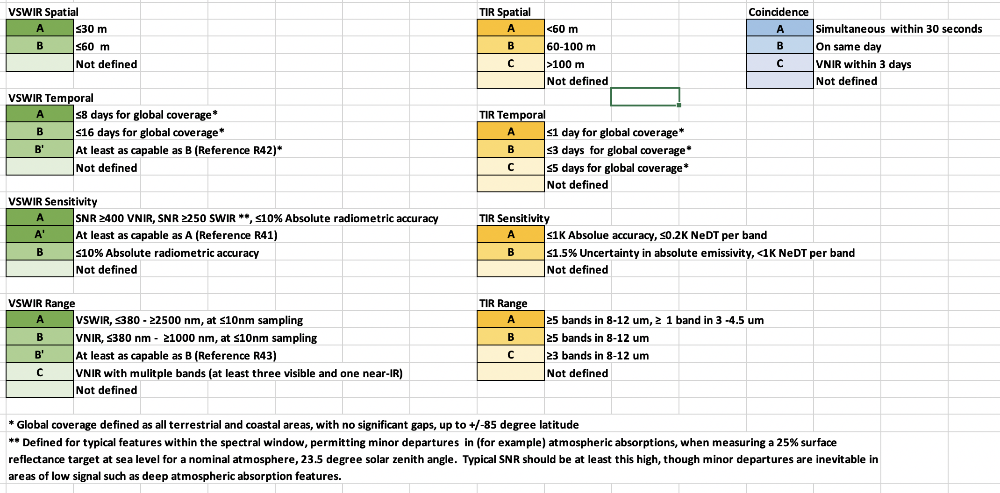 VSWIR Spatial
A ≤30 m
B ≤60  m
Not defined
VSWIR Temporal
A ≤8 days for global coverage*
B ≤16 days for global coverage*
B' At least as capable as B (Reference R42)*
Not defined
VSWIR Sensitivity
A SNR ≥400 VNIR, SNR ≥250 SWIR **, ≤10% Absolute radiometric accuracy
A' At least as capable as A (Reference R41)
B ≤10% Absolute radiometric accuracy
Not defined
VSWIR Range
A VSWIR, ≤380 - ≥2500 nm, at ≤10nm sampling
B VNIR, ≤380 nm -  ≥1000 nm, at ≤10nm sampling
B' At least as capable as B (Reference R43)
C VNIR with mulitple bands (at least three visible and one near-IR)
Not defined
TIR Spatial
A <60 m
B 60-100 m
C >100 m
Not defined
TIR Temporal
A ≤1 day for global coverage*
B ≤3 days  for global coverage*
C ≤5 days for global coverage*
Not defined
TIR Sensitivity
A ≤1K Absolue accuracy, ≤0.2K NeDT per band
B ≤1.5% Uncertainty in absolute emissivity, <1K NeDT per band
Not defined
TIR Range
A ≥5 bands in 8-12 um, ≥  1 band in 3 -4.5 um
B ≥5 bands in 8-12 um
C ≥3 bands in 8-12 um
Not defined
Coincidence
A Simultaneous  within 30 seconds
B On same day
C VNIR within 3 days
Not defined
* Global coverage defined as all terrestrial and coastal areas, with no significant gaps, up to +/-85 degree latitude
** Defined for typical features within the spectral window, permitting minor departures  in (for example) atmospheric absorptions, when measuring a 25% surface
reflectance target at sea level for a nominal atmosphere, 23.5 degree solar zenith angle.  Typical SNR should be at least this high, though minor departures are inevitable in
areas of low signal such as deep atmospheric absorption features.